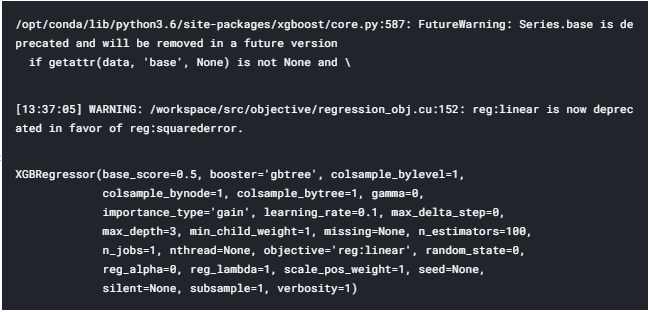 /opt/conda/lib/python3.6/site-packages/xgboost/core.py:587: FutureWarning: Series.base is de
precated and will be removed in a future version
  if getattr(data, 'base', None) is not None and \
[13:37:05] WARNING: /workspace/src/objective/regression_obj.cu:152: reg:linear is now deprec
ated in favor of reg:squarederror.
XGBRegressor(base_score=0.5, booster='gbtree', colsample_bylevel=1,
             colsample_bynode=1, colsample_bytree=1, gamma=0,
             importance_type='gain', learning_rate=0.1, max_delta_step=0,
             max_depth=3, min_child_weight=1, missing=None, n_estimators=100,
             n_jobs=1, nthread=None, objective='reg:linear', random_state=0,
             reg_alpha=0, reg_lambda=1, scale_pos_weight=1, seed=None,
             silent=None, subsample=1, verbosity=1)